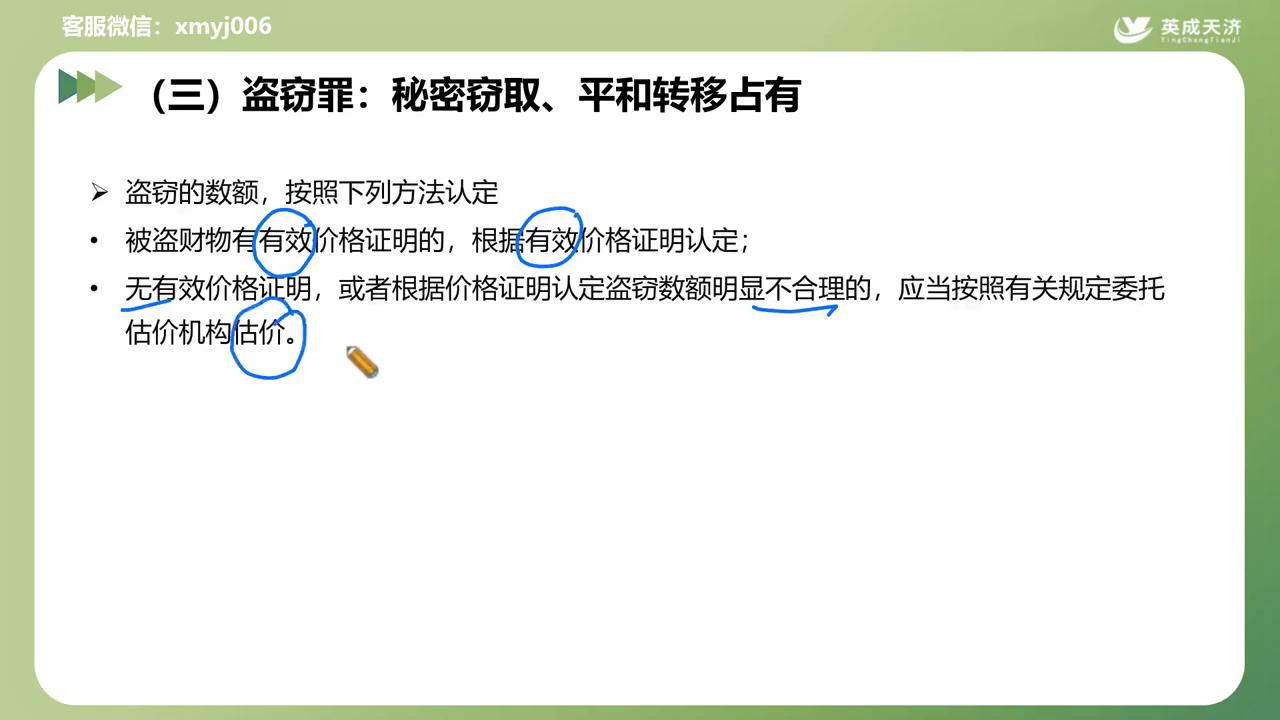 客服微信：xmyj006
英成天济
YingChengTianJi
（三）盗窃罪：秘密窃取、平和转移占有
盗窃的数额，按照下列方法认定
• 被盗财物有有效价格证明的，根据有效价格证明认定；
• 无有效价格证明，或者根据价格证明认定盗窃数额明显不合理的，应当按照有关规定委托
估价机构估价。